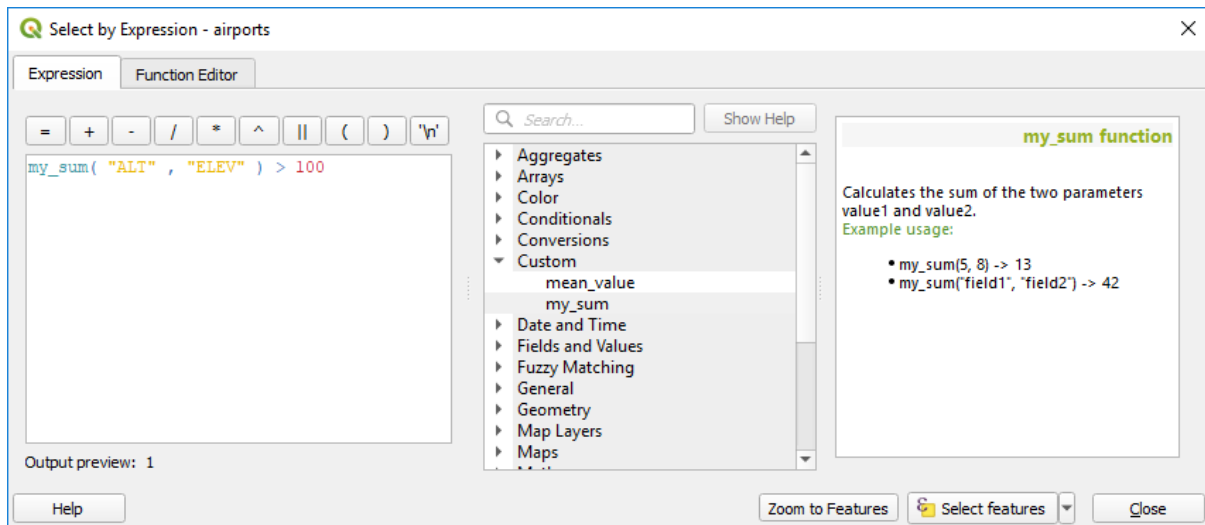 Select by Expression - airports
Expression
Function Editor
= + - / * ^ || ( ) '\n'
my_sum( "ALT" , "ELEV" ) > 100
Output preview: 1
Search...
Show Help
Aggregates
Arrays
Color
Conditionals
Conversions
Custom
mean_value
my_sum
Date and Time
Fields and Values
Fuzzy Matching
General
Geometry
Map Layers
Maps
my_sum function
Calculates the sum of the two parameters
value1 and value2.
Example usage:
my_sum(5, 8) -> 13
my_sum("field1", "field2") -> 42
Help
Zoom to Features
Select features
Close